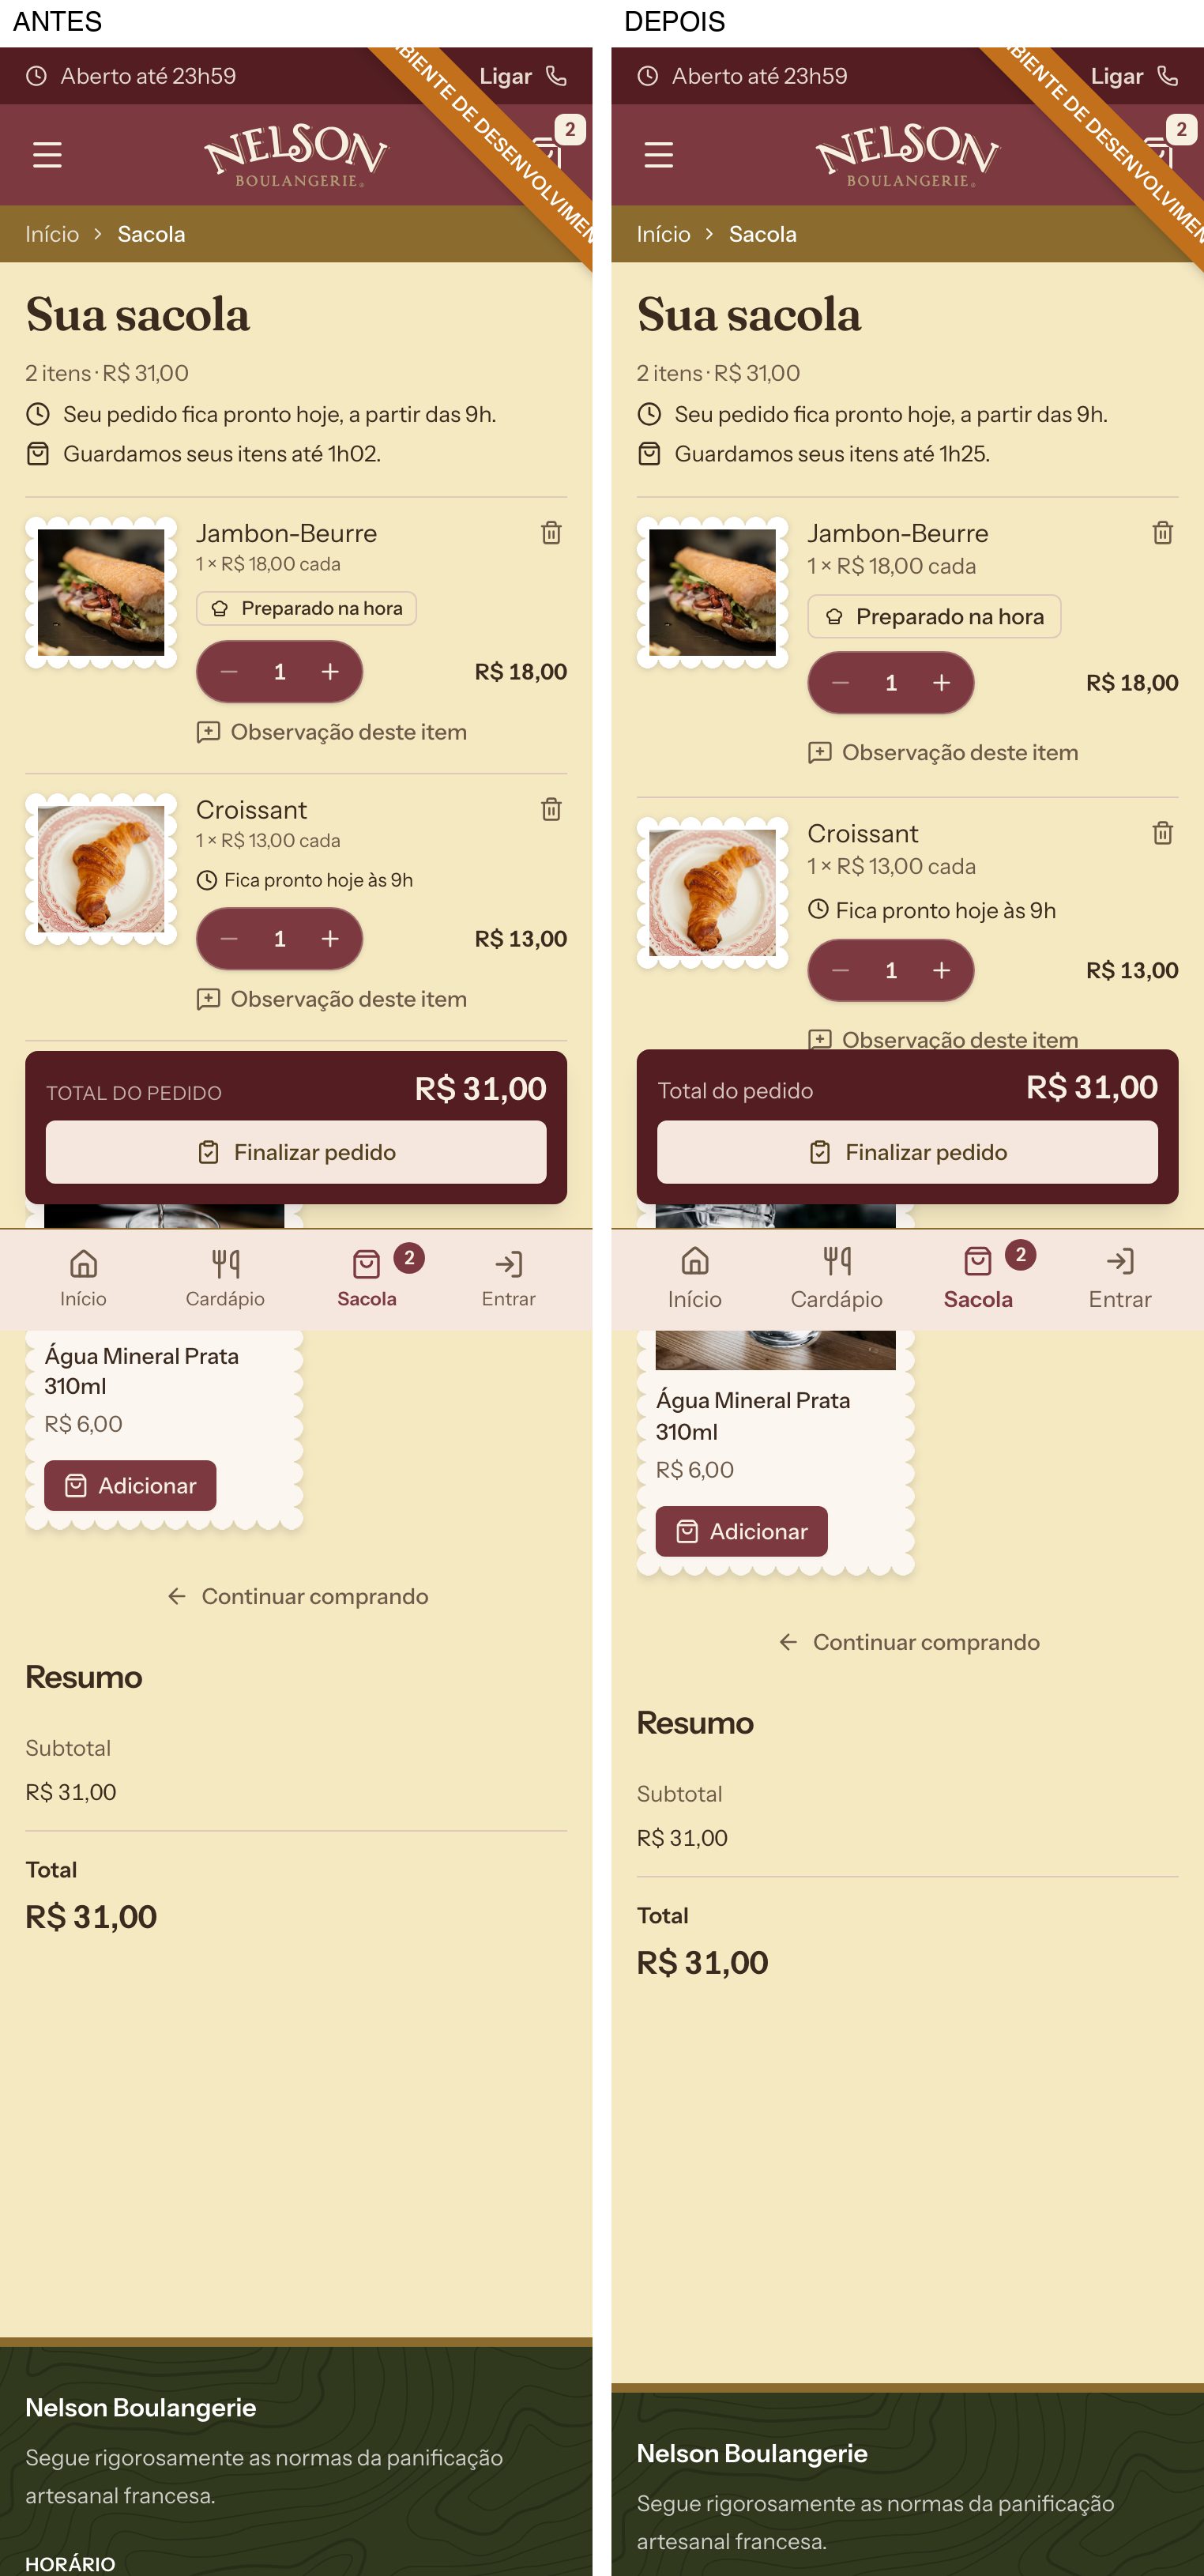 ANTES
Aberto até 23h59
Ligar
BIENTE DE DESENVOLVIMEN
2
NELSON
BOULANGERIE
Início > Sacola
Sua sacola
2 itens · R$ 31,00
Seu pedido fica pronto hoje, a partir das 9h.
Guardamos seus itens até 1h02.
Jambon-Beurre
1 × R$ 18,00 cada
Preparado na hora
− 1 +
R$ 18,00
Observação deste item
Croissant
1 × R$ 13,00 cada
Fica pronto hoje às 9h
− 1 +
R$ 13,00
Observação deste item
TOTAL DO PEDIDO
R$ 31,00
Finalizar pedido
2
Início
Cardápio
Sacola
Entrar
Água Mineral Prata
310ml
R$ 6,00
Adicionar
← Continuar comprando
Resumo
Subtotal
R$ 31,00
Total
R$ 31,00
Nelson Boulangerie
Segue rigorosamente as normas da panificação
artesanal francesa.
HORÁRIO
DEPOIS
Aberto até 23h59
Ligar
BIENTE DE DESENVOLVIMEN
2
NELSON
BOULANGERIE
Início > Sacola
Sua sacola
2 itens · R$ 31,00
Seu pedido fica pronto hoje, a partir das 9h.
Guardamos seus itens até 1h25.
Jambon-Beurre
1 × R$ 18,00 cada
Preparado na hora
− 1 +
R$ 18,00
Observação deste item
Croissant
1 × R$ 13,00 cada
Fica pronto hoje às 9h
− 1 +
R$ 13,00
Observação deste item
Total do pedido
R$ 31,00
Finalizar pedido
2
Início
Cardápio
Sacola
Entrar
Água Mineral Prata
310ml
R$ 6,00
Adicionar
← Continuar comprando
Resumo
Subtotal
R$ 31,00
Total
R$ 31,00
Nelson Boulangerie
Segue rigorosamente as normas da panificação
artesanal francesa.